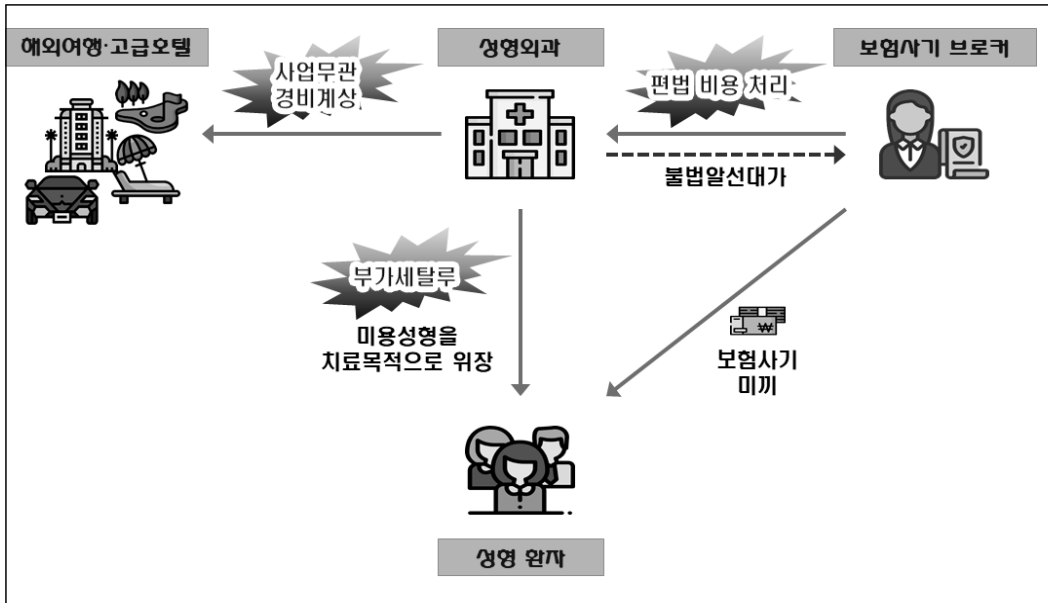 해외여행·고급호텔
성형외과
보험사기 브로커
사업무관
경비계상
편법 비용 처리
불법알선대가
부가세탈루
미용성형을
치료목적으로 위장
₩
보험사기
미끼
성형 환자